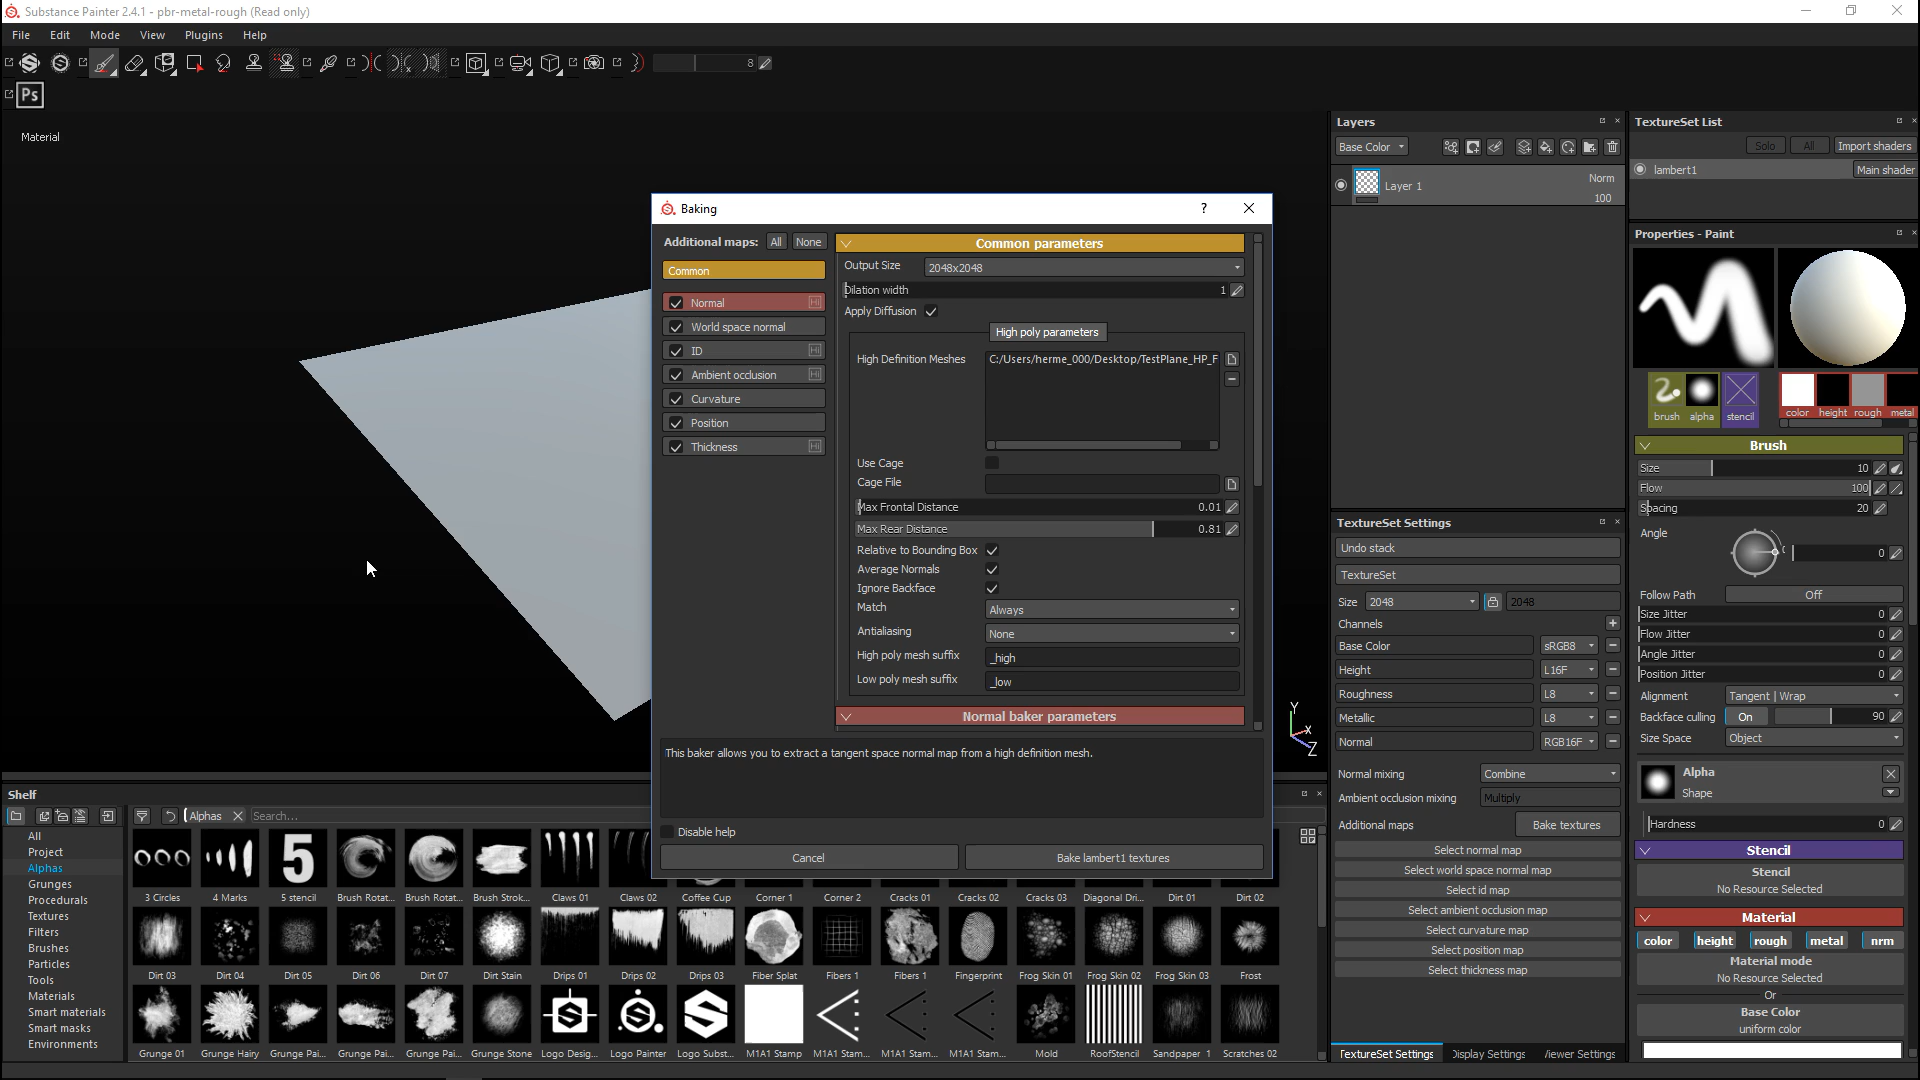 Substance Painter 2.4.1 - pbr-metal-rough (Read only)
File Edit Mode View Plugins Help
8
Ps
Material
Baking
?
Additional maps: All None
Common
Normal Hi
World space normal
ID Hi
Ambient occlusion Hi
Curvature
Position
Thickness Hi
Common parameters
Output Size 2048x2048
Dilation width 1
Apply Diffusion
High poly parameters
High Definition Meshes C:/Users/herme_000/Desktop/TestPlane_HP_F
Use Cage
Cage File
Max Frontal Distance 0.01
Max Rear Distance 0.81
Relative to Bounding Box
Average Normals
Ignore Backface
Match Always
Antialiasing None
High poly mesh suffix _high
Low poly mesh suffix _low
Normal baker parameters
This baker allows you to extract a tangent space normal map from a high definition mesh.
Disable help
Cancel Bake lambert1 textures
Y
X
Z
Layers
Base Color
Layer 1 Norm
100
TextureSet List
Solo All Import shaders
lambert1 Main shader
TextureSet Settings
Undo stack
TextureSet
Size 2048 2048
Channels
Base Color sRGB8
Height L16F
Roughness L8
Metallic L8
Normal RGB16F
Normal mixing Combine
Ambient occlusion mixing Multiply
Additional maps Bake textures
Select normal map
Select world space normal map
Select id map
Select ambient occlusion map
Select curvature map
Select position map
Select thickness map
TextureSet Settings Display Settings Viewer Settings
Properties - Paint
brush alpha stencil color height rough metal
Brush
Size 10
Flow 100
Spacing 20
Angle 0
Follow Path Off
Size Jitter 0
Flow Jitter 0
Angle Jitter 0
Position Jitter 0
Alignment Tangent | Wrap
Backface culling On 90
Size Space Object
Alpha
Shape
Hardness 0
Stencil
Stencil
No Resource Selected
Material
color height rough metal nrm
Material mode
No Resource Selected
Or
Base Color
uniform color
Shelf
Alphas Search...
All
Project
Alphas
Grunges
Procedurals
Textures
Filters
Brushes
Particles
Tools
Materials
Smart materials
Smart masks
Environments
5
3 Circles 4 Marks 5 stencil Brush Rotat... Brush Rotat... Brush Strok... Claws 01 Claws 02 Coffee Cup Corner 1 Corner 2 Cracks 01 Cracks 02 Cracks 03 Diagonal Dri... Dirt 01 Dirt 02
Dirt 03 Dirt 04 Dirt 05 Dirt 06 Dirt 07 Dirt Stain Drips 01 Drips 02 Drips 03 Fiber Splat Fibers 1 Fibers 1 Fingerprint Frog Skin 01 Frog Skin 02 Frog Skin 03 Frost
Grunge 01 Grunge Hairy Grunge Pai... Grunge Pai... Grunge Pai... Grunge Stone Logo Desig... Logo Painter Logo Subst... M1A1 Stamp M1A1 Stam... M1A1 Stam... M1A1 Stam... Mold RoofStencil Sandpaper 1 Scratches 02